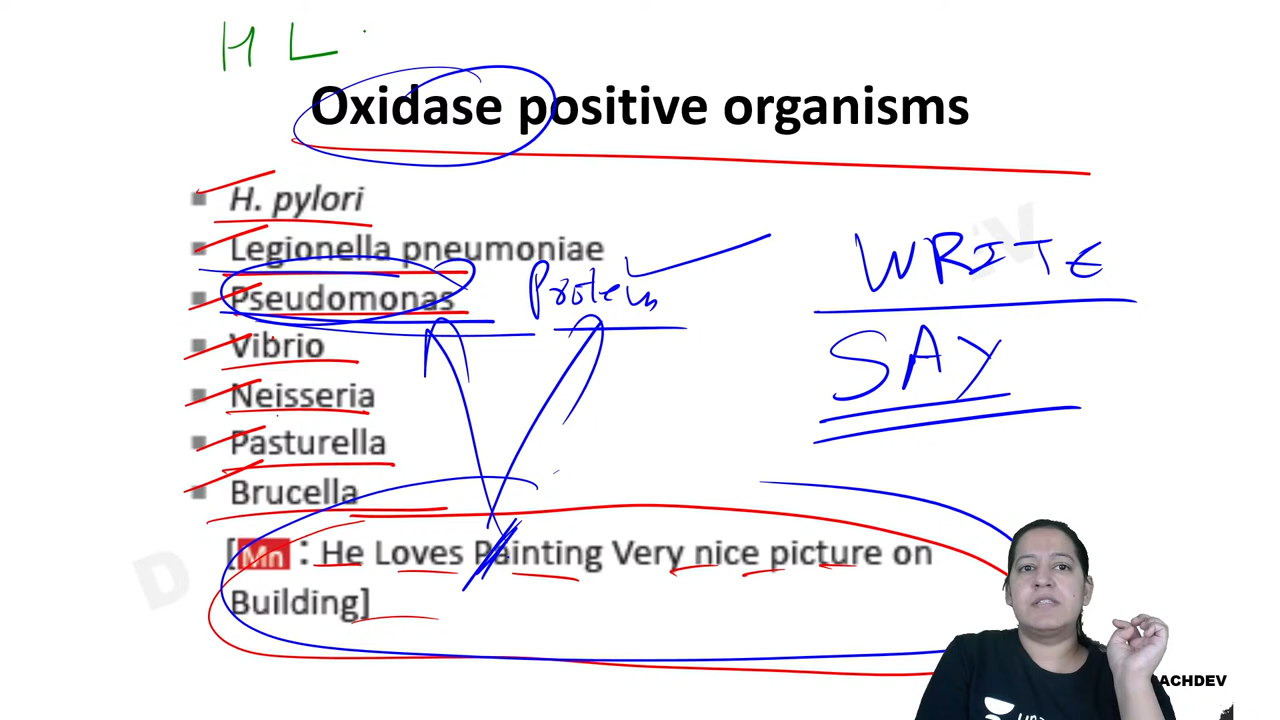 H L
Oxidase positive organisms
H. pylori
Legionella pneumoniae
Pseudomonas
Proteus
Vibrio
Neisseria
Pasturella
Brucella
[Mn : He Loves Painting Very nice picture on
Building]
WRITE
SAY
ACHDEV